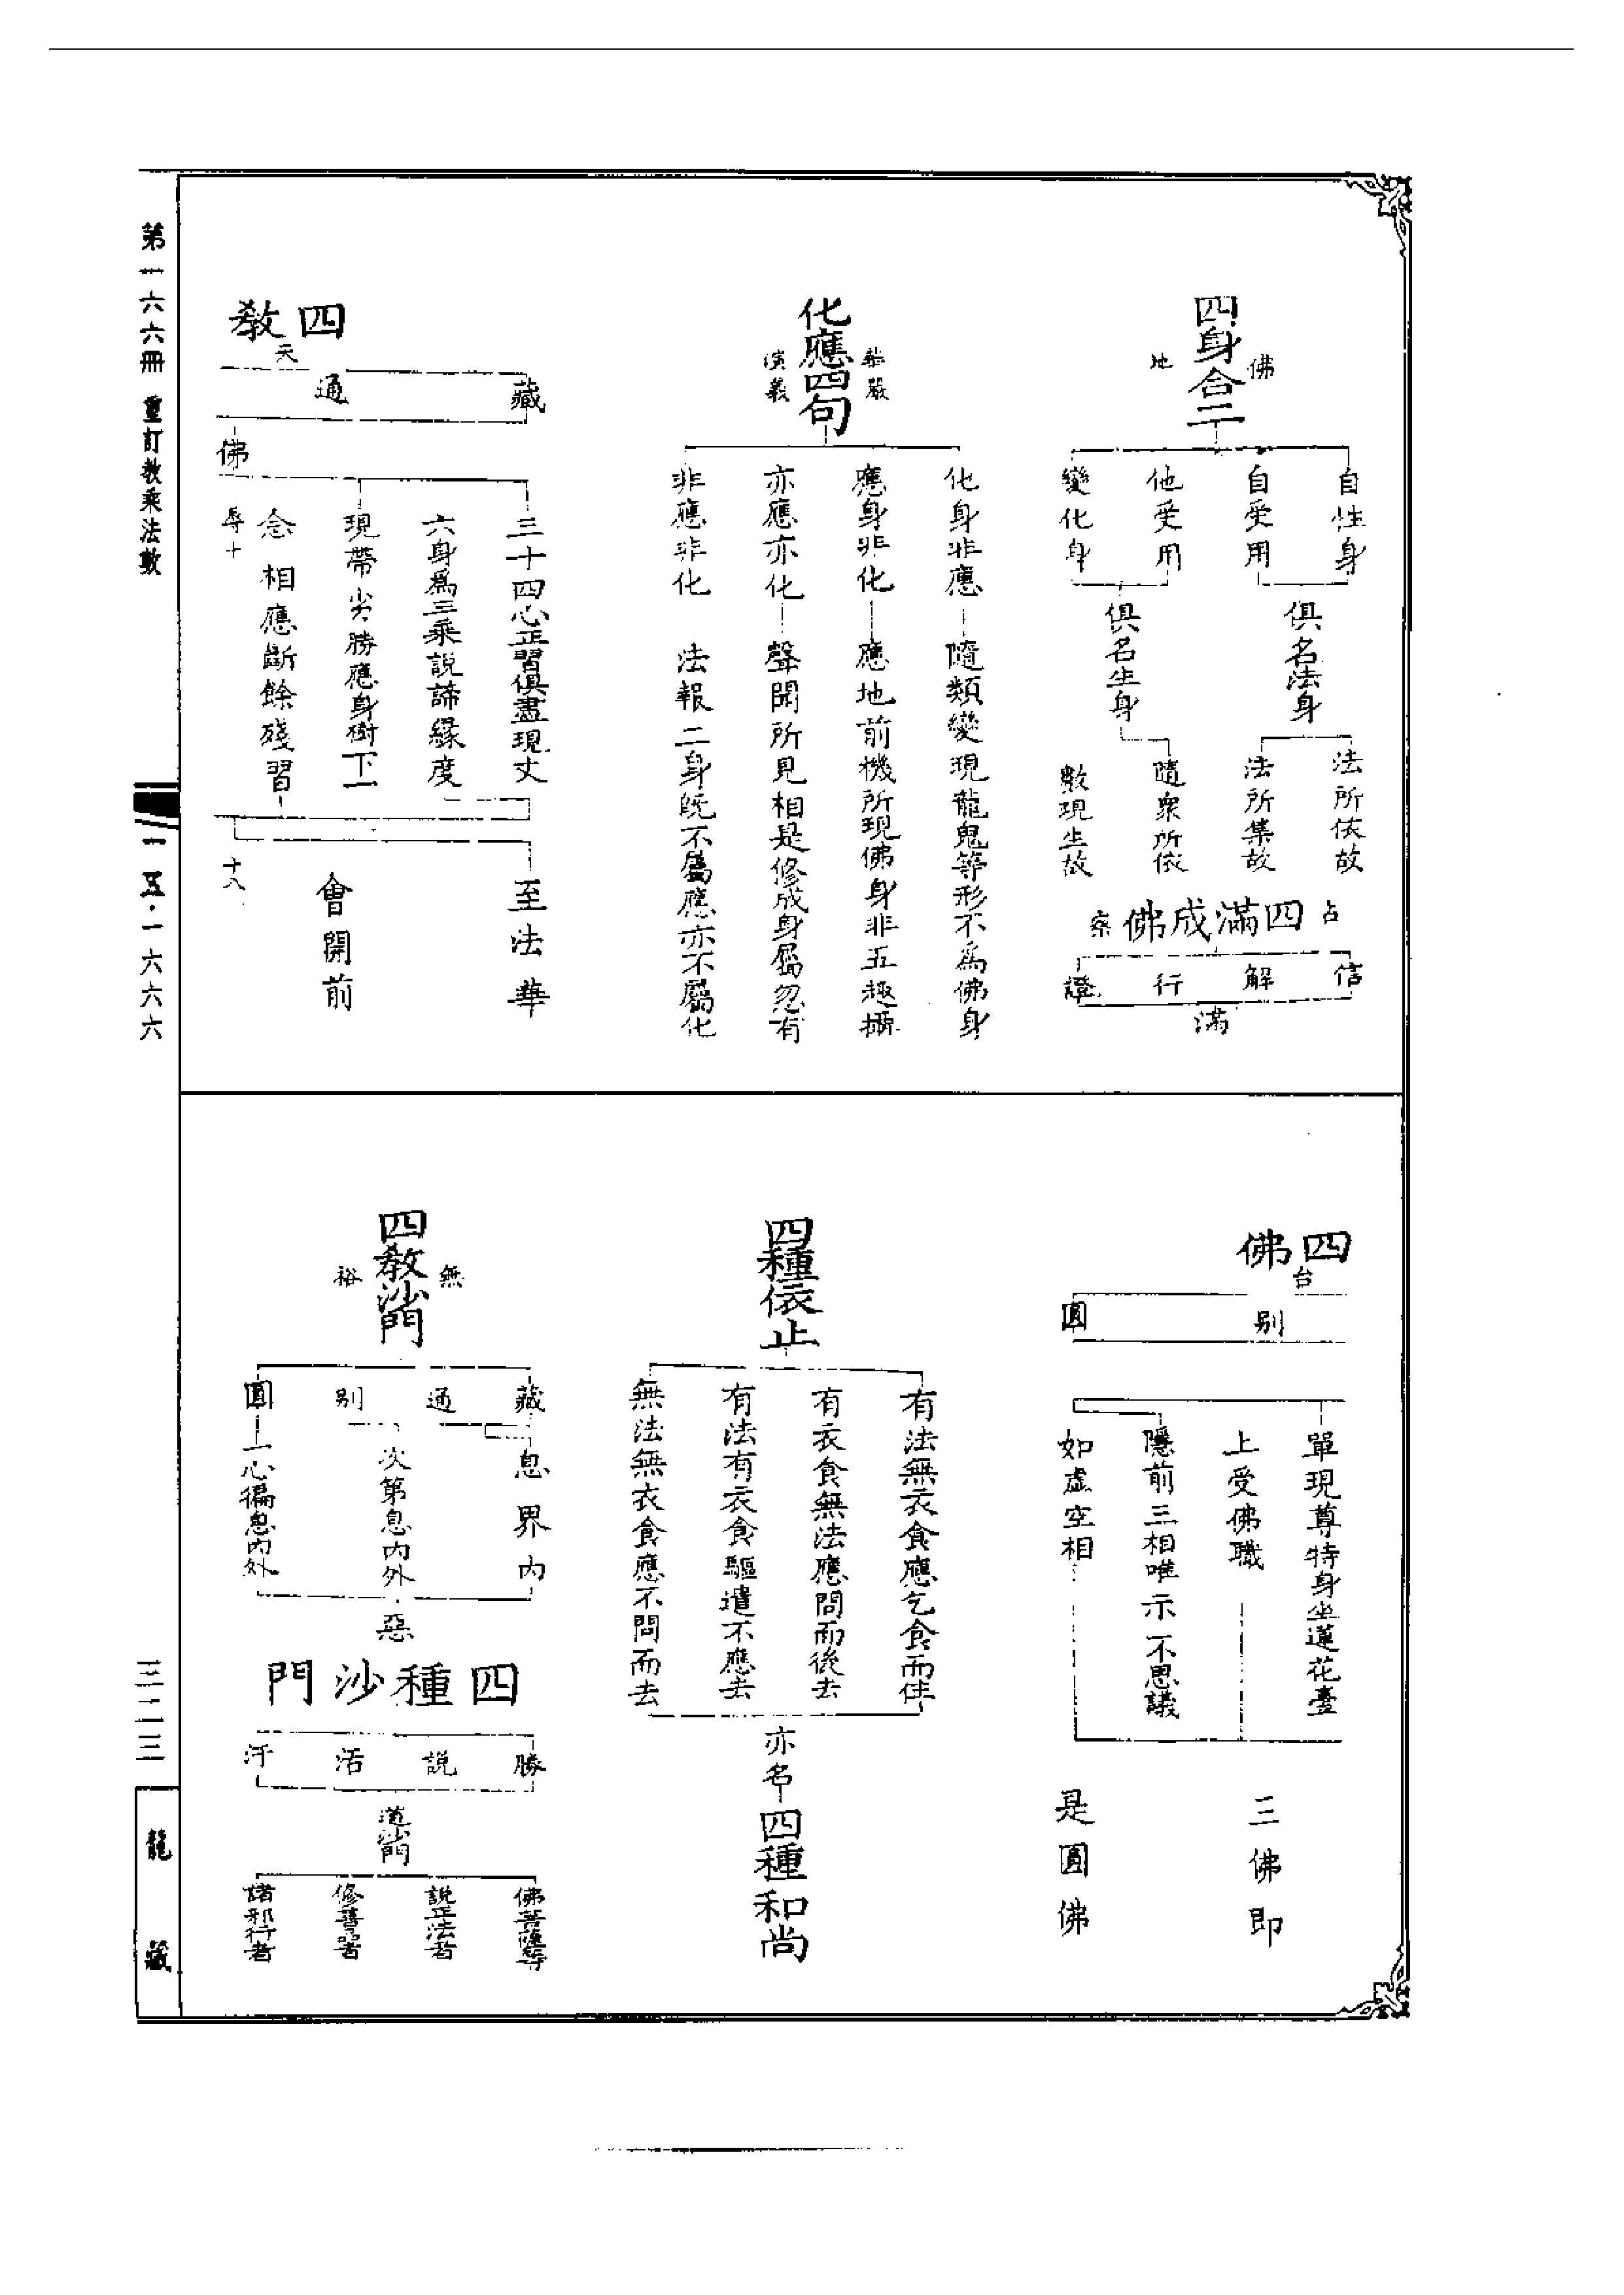 四身合二
佛
地
自性身
自受用
他受用
變化身
俱名法身
俱名生身
法所依故
法所集故
隨衆所依
數現生故
占
四滿成佛
察
信
解
行
證
滿
化應四句
華嚴
演義
化身非應
隨類變現龍鬼等形不為佛身
應身非化
應地前機所現佛身非五趣攝
亦應亦化
聲聞所見相是修成身屬忽有
非應非化
法報二身既不屬應亦不屬化
四教
天
藏
通
佛
三十四心正習俱盡現丈
六身為三乘說諦緣度
現帶劣勝應身樹下一
念相應斷餘殘習
辱十
十八
至法華
會開前
四佛
台
別
圓
單現尊特身坐蓮花臺
上受佛職
隱前三相唯示不思議
如虛空相
三佛即
是圓佛
四種依止
有法無衣食應乞食而住
有衣食無法應問而後去
有法有衣食驅遣不應去
無法無衣食應不問而去
亦名
四種和尚
四教沙門
無
裕
藏
通
別
圓
息界內
次第息內外
一心徧息內外
惡
四種沙門
勝
說
活
汙
道沙門
佛菩薩等
說正法者
修善品者
諸邪行者
第一六六冊 重訂教乘法數
一五·一六六六
三二三
龍藏